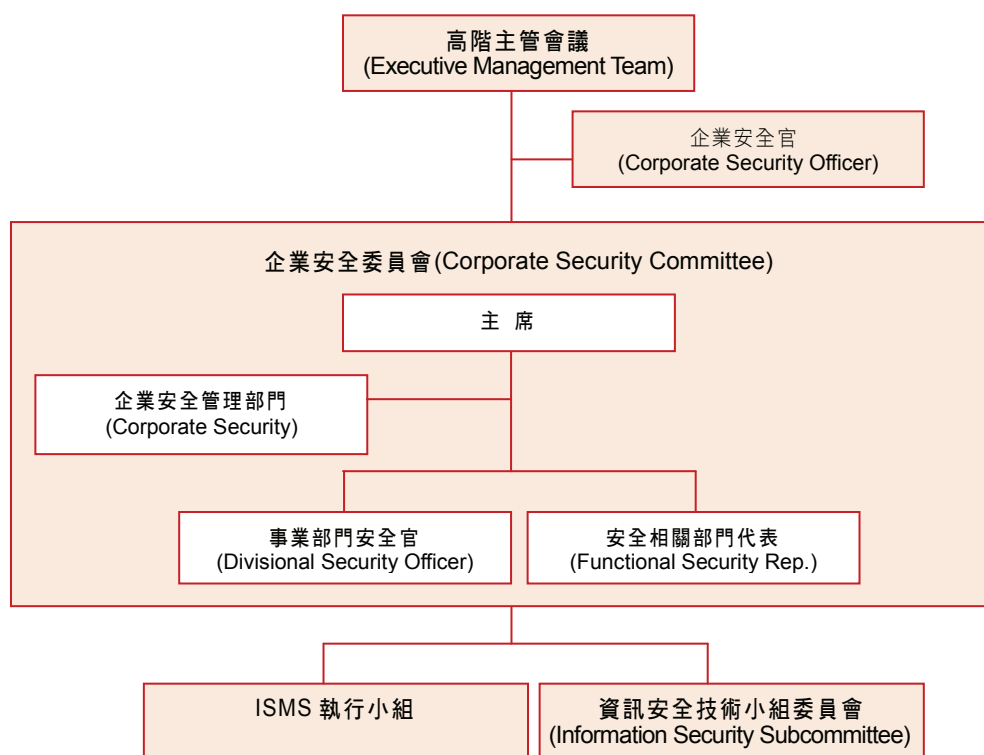 高階主管會議
(Executive Management Team)
企業安全官
(Corporate Security Officer)
企業安全委員會(Corporate Security Committee)
主 席
企業安全管理部門
(Corporate Security)
事業部門安全官
(Divisional Security Officer)
安全相關部門代表
(Functional Security Rep.)
ISMS 執行小組
資訊安全技術小組委員會
(Information Security Subcommittee)